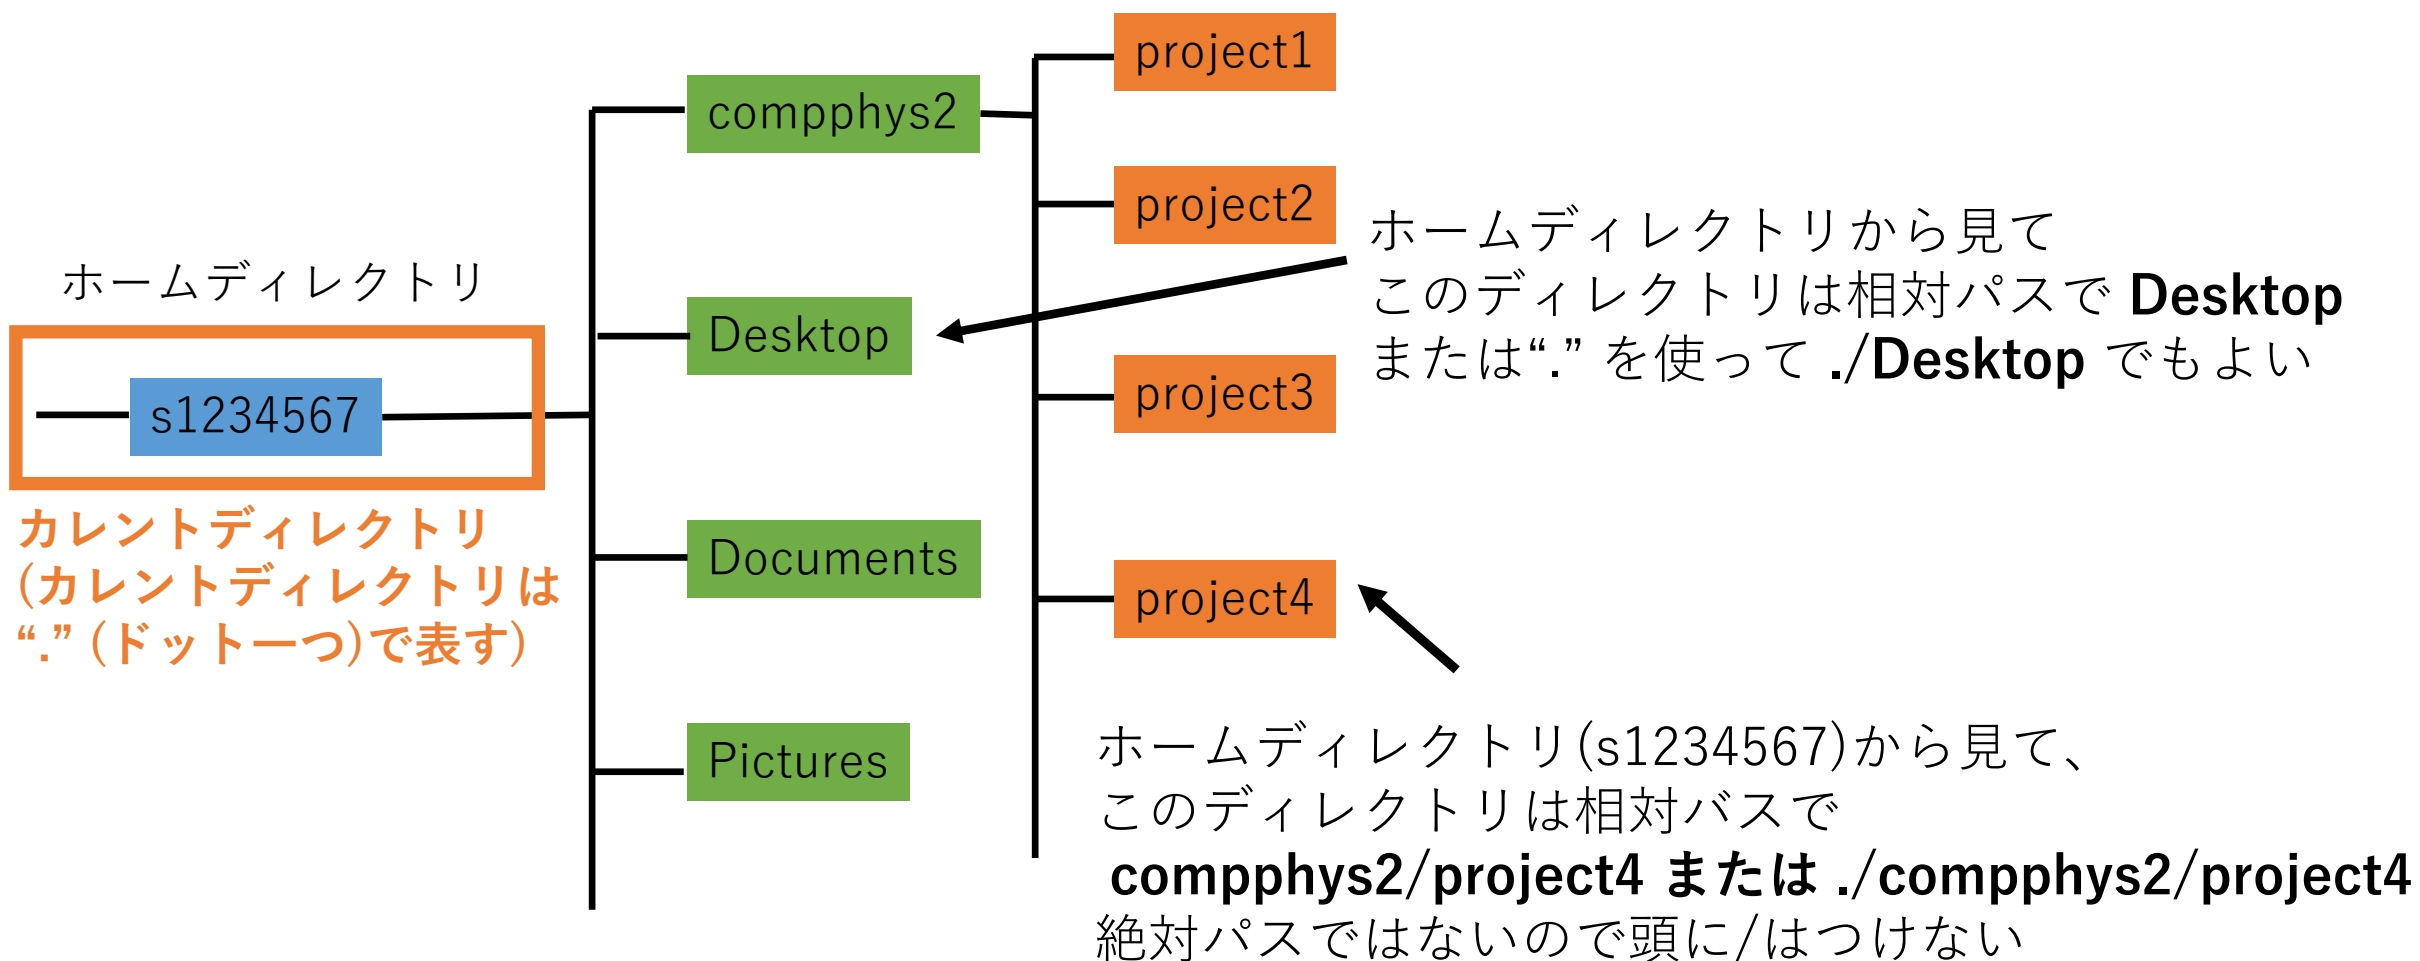 project1
compphys2
project2
ホームディレクトリから見て
このディレクトリは相対パスで Desktop
または“.” を使って ./Desktop でもよい
ホームディレクトリ
Desktop
project3
s1234567
カレントディレクトリ
(カレントディレクトリは
“.” (ドット一つ)で表す)
Documents
project4
Pictures
ホームディレクトリ(s1234567)から見て、
このディレクトリは相対パスで
compphys2/project4 または ./compphys2/project4
絶対パスではないので頭に/はつけない